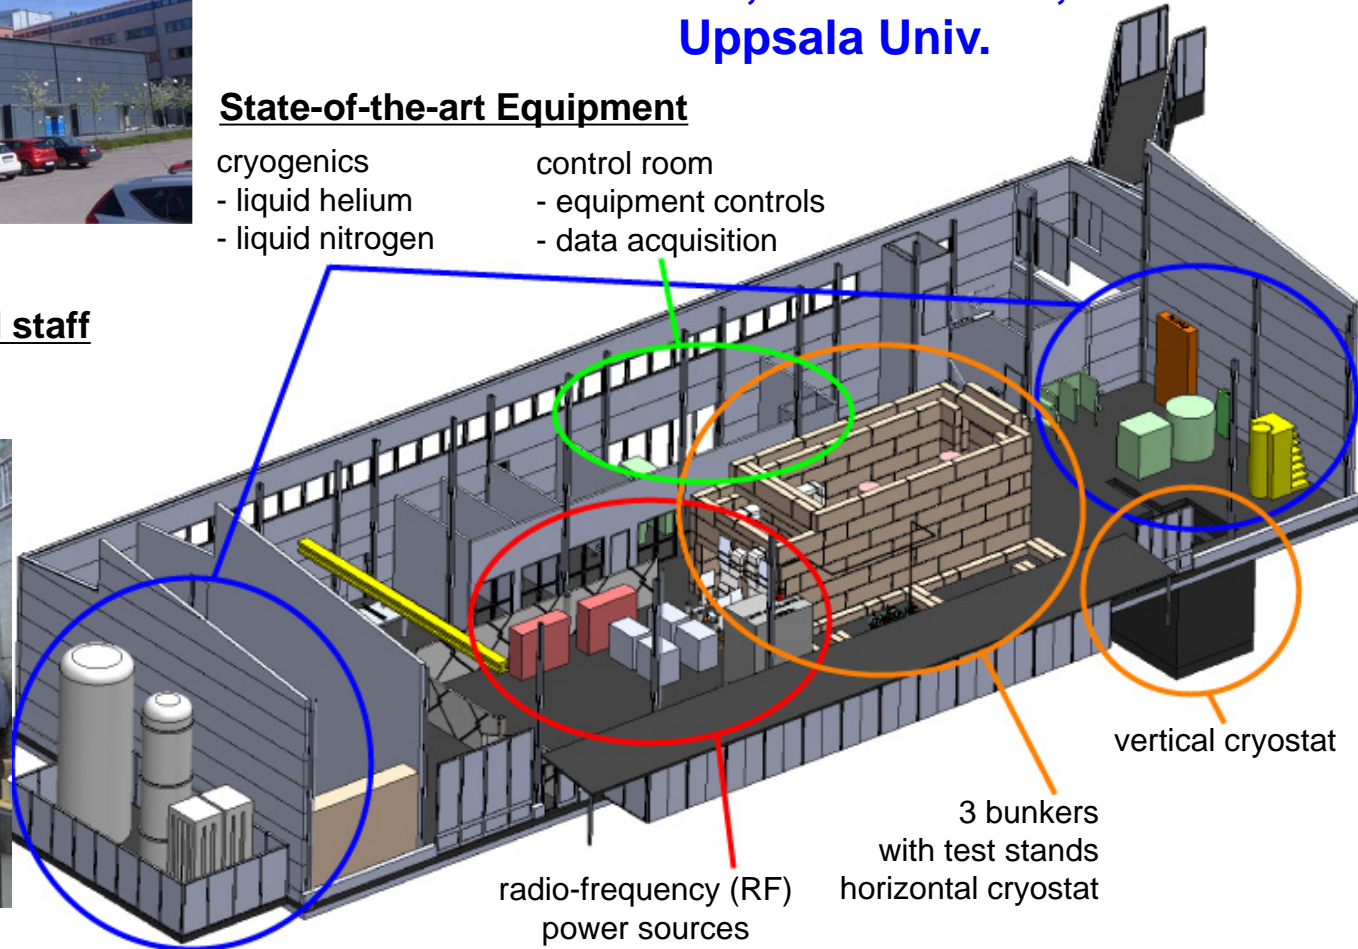 Uppsala Univ.
State-of-the-art Equipment
cryogenics
- liquid helium
- liquid nitrogen
control room
- equipment controls
- data acquisition
staff
vertical cryostat
3 bunkers
with test stands
horizontal cryostat
radio-frequency (RF)
power sources